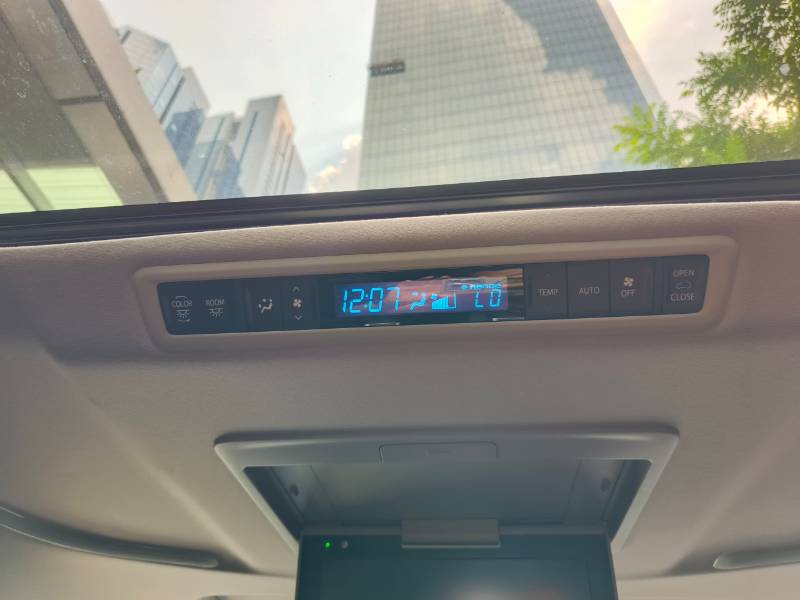 COLOR
ROOM
12:07
LO
TEMP
AUTO
OFF
OPEN
CLOSE